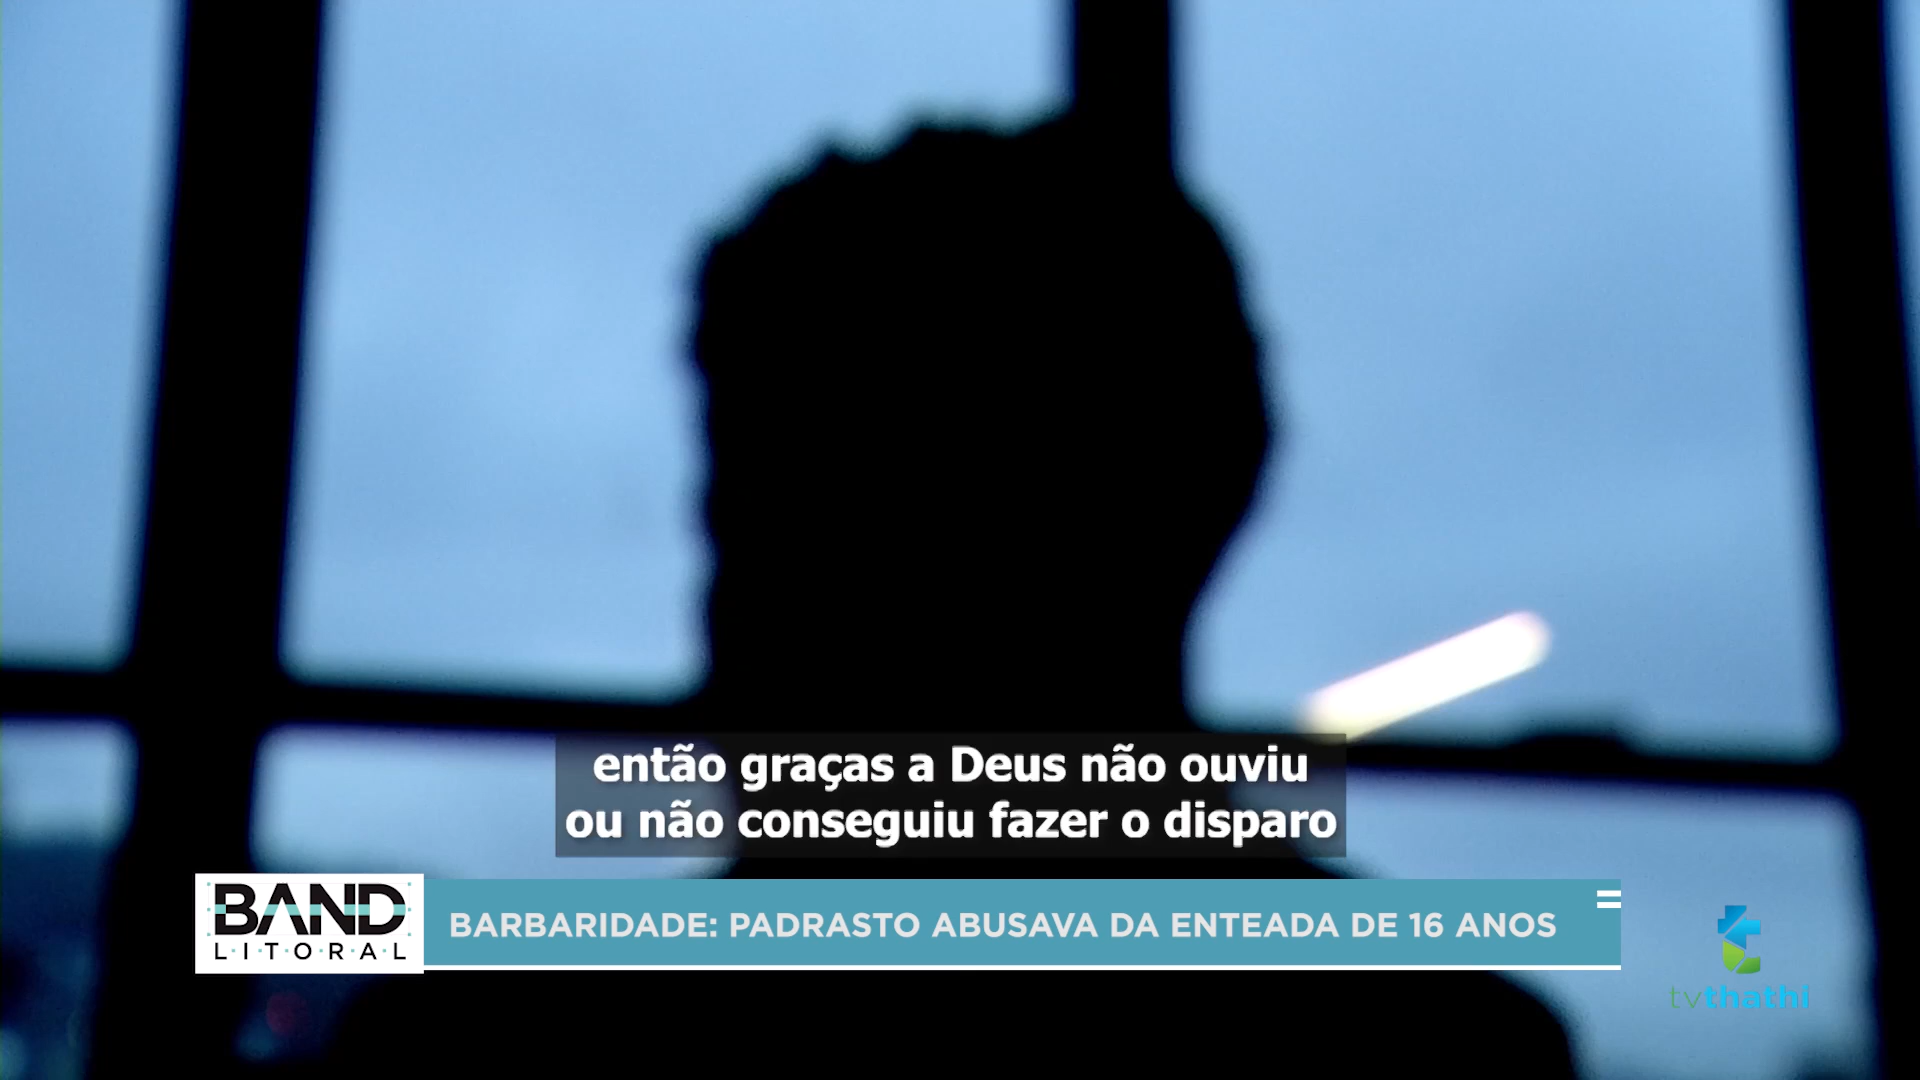 então graças a Deus não ouviu
ou não conseguiu fazer o disparo
BAND
L·I·T·O·R·A·L
BARBARIDADE: PADRASTO ABUSAVA DA ENTEADA DE 16 ANOS
tvthathi